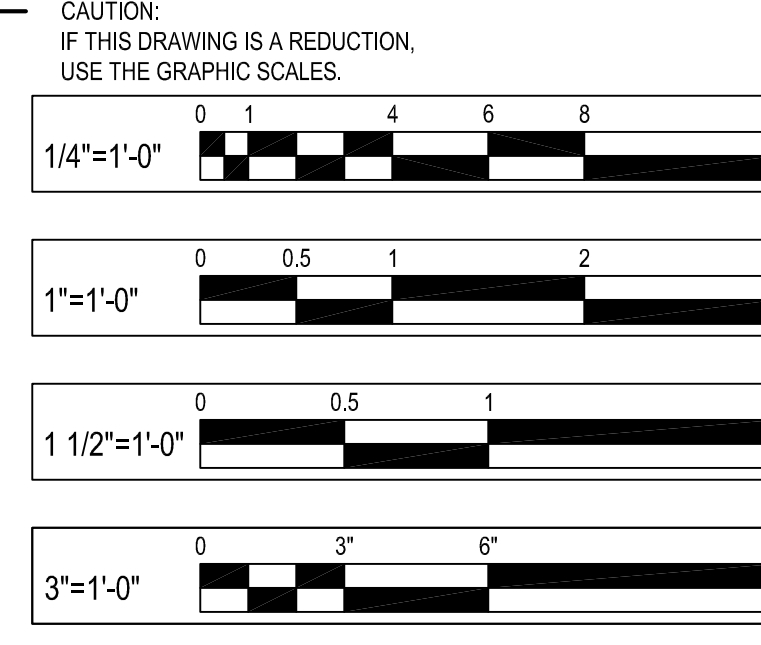 CAUTION:
IF THIS DRAWING IS A REDUCTION,
USE THE GRAPHIC SCALES.
0 1 4 6 8
1/4"=1'-0"
0 0.5 1 2
1"=1'-0"
0 0.5 1
1 1/2"=1'-0"
0 3" 6"
3"=1'-0"